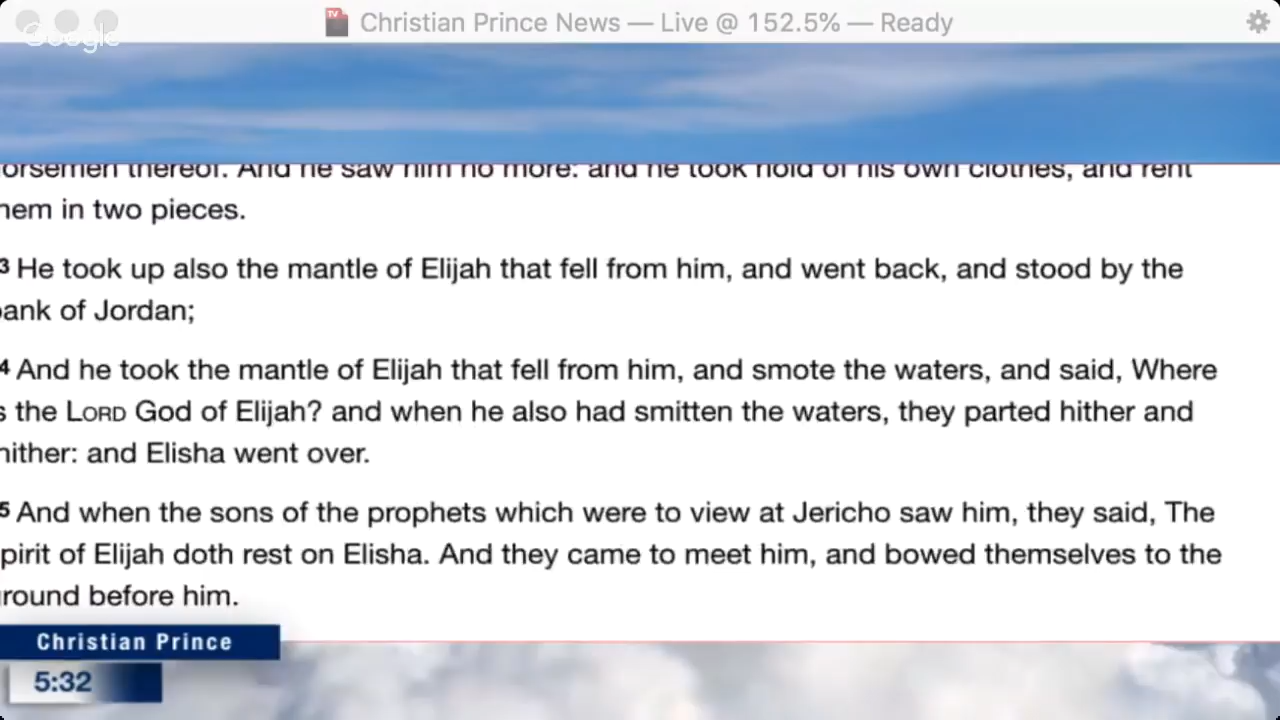 Google
Christian Prince News — Live @ 152.5% — Ready
orsemen thereof. And he saw him no more: and he took hold of his own clothes, and rent
hem in two pieces.
3 He took up also the mantle of Elijah that fell from him, and went back, and stood by the
ank of Jordan;
4 And he took the mantle of Elijah that fell from him, and smote the waters, and said, Where
s the LORD God of Elijah? and when he also had smitten the waters, they parted hither and
hither: and Elisha went over.
5 And when the sons of the prophets which were to view at Jericho saw him, they said, The
pirit of Elijah doth rest on Elisha. And they came to meet him, and bowed themselves to the
round before him.
Christian Prince
5:32